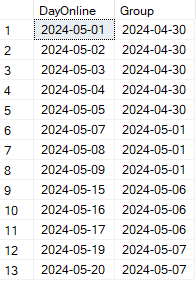 DayOnline Group
1 2024-05-01 2024-04-30
2 2024-05-02 2024-04-30
3 2024-05-03 2024-04-30
4 2024-05-04 2024-04-30
5 2024-05-05 2024-04-30
6 2024-05-07 2024-05-01
7 2024-05-08 2024-05-01
8 2024-05-09 2024-05-01
9 2024-05-15 2024-05-06
10 2024-05-16 2024-05-06
11 2024-05-17 2024-05-06
12 2024-05-19 2024-05-07
13 2024-05-20 2024-05-07